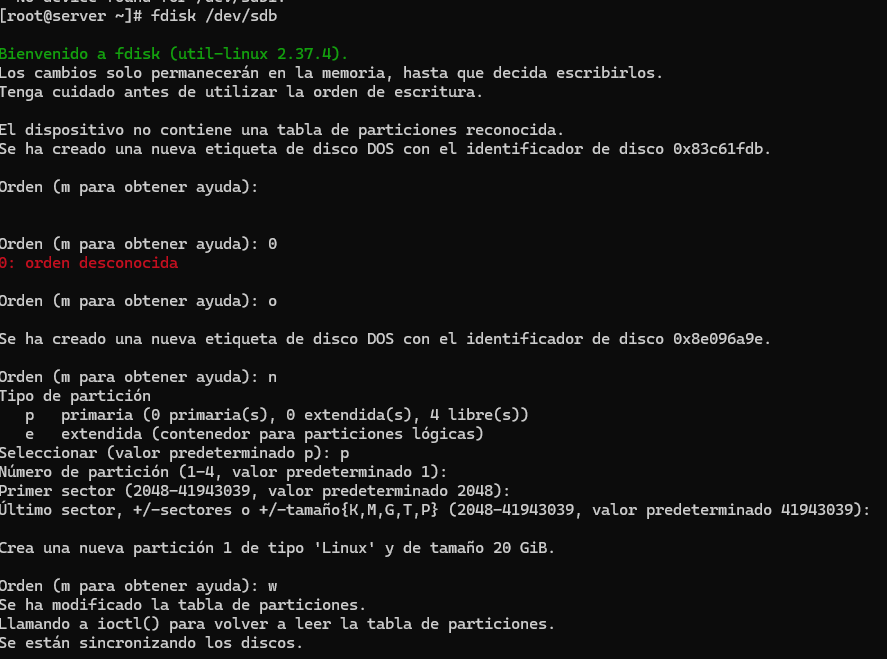 [root@server ~]# fdisk /dev/sdb
Bienvenido a fdisk (util-linux 2.37.4).
Los cambios solo permanecerán en la memoria, hasta que decida escribirlos.
Tenga cuidado antes de utilizar la orden de escritura.
El dispositivo no contiene una tabla de particiones reconocida.
Se ha creado una nueva etiqueta de disco DOS con el identificador de disco 0x83c61fdb.
Orden (m para obtener ayuda):
Orden (m para obtener ayuda): 0
0: orden desconocida
Orden (m para obtener ayuda): o
Se ha creado una nueva etiqueta de disco DOS con el identificador de disco 0x8e096a9e.
Orden (m para obtener ayuda): n
Tipo de partición
p   primaria (0 primaria(s), 0 extendida(s), 4 libre(s))
e   extendida (contenedor para particiones lógicas)
Seleccionar (valor predeterminado p): p
Número de partición (1-4, valor predeterminado 1):
Primer sector (2048-41943039, valor predeterminado 2048):
Último sector, +/-sectores o +/-tamaño{K,M,G,T,P} (2048-41943039, valor predeterminado 41943039):
Crea una nueva partición 1 de tipo 'Linux' y de tamaño 20 GiB.
Orden (m para obtener ayuda): w
Se ha modificado la tabla de particiones.
Llamando a ioctl() para volver a leer la tabla de particiones.
Se están sincronizando los discos.